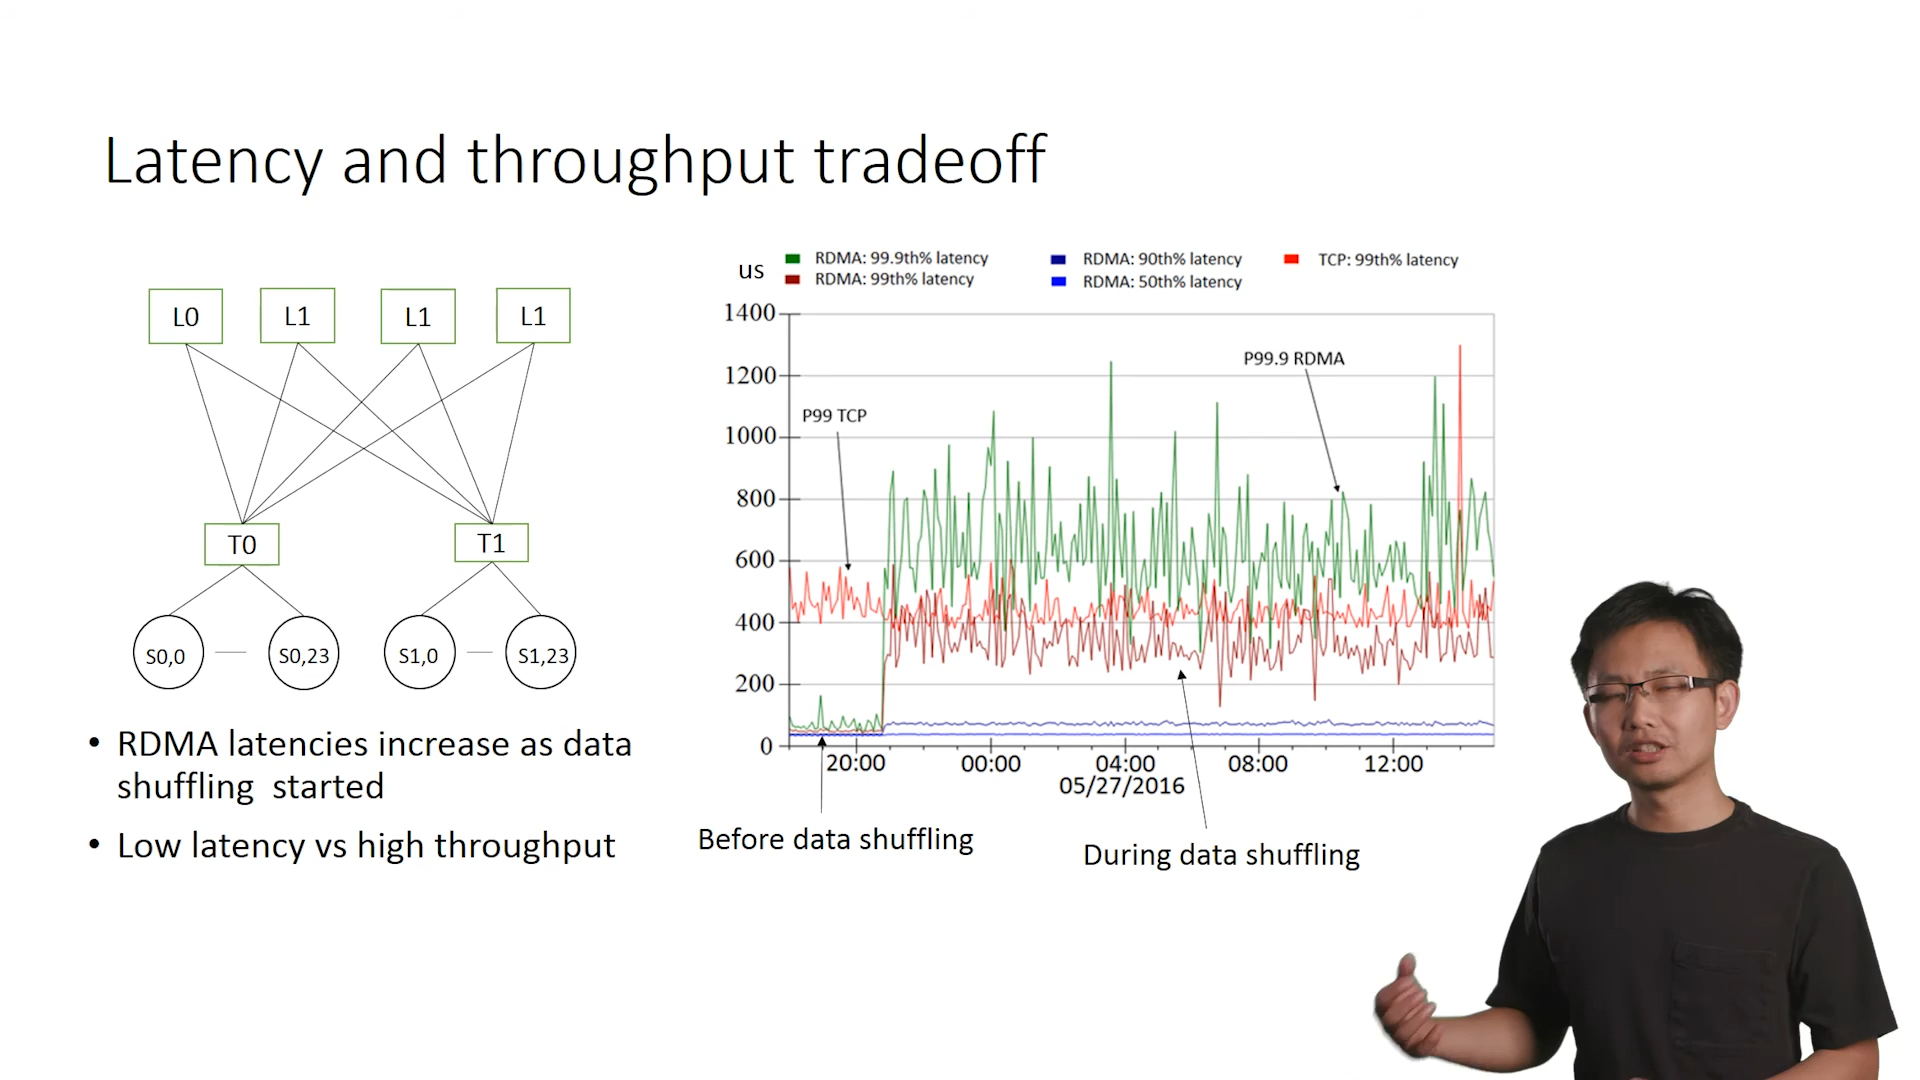 Latency and throughput tradeoff
L0 L1 L1 L1
T0 T1
S0,0 S0,23 S1,0 S1,23
• RDMA latencies increase as data
shuffling started
• Low latency vs high throughput
us
RDMA: 99.9th% latency
RDMA: 99th% latency
RDMA: 90th% latency
RDMA: 50th% latency
TCP: 99th% latency
1400
1200
1000
800
600
400
200
0
P99 TCP
P99.9 RDMA
20:00 00:00 04:00 08:00 12:00
05/27/2016
Before data shuffling
During data shuffling